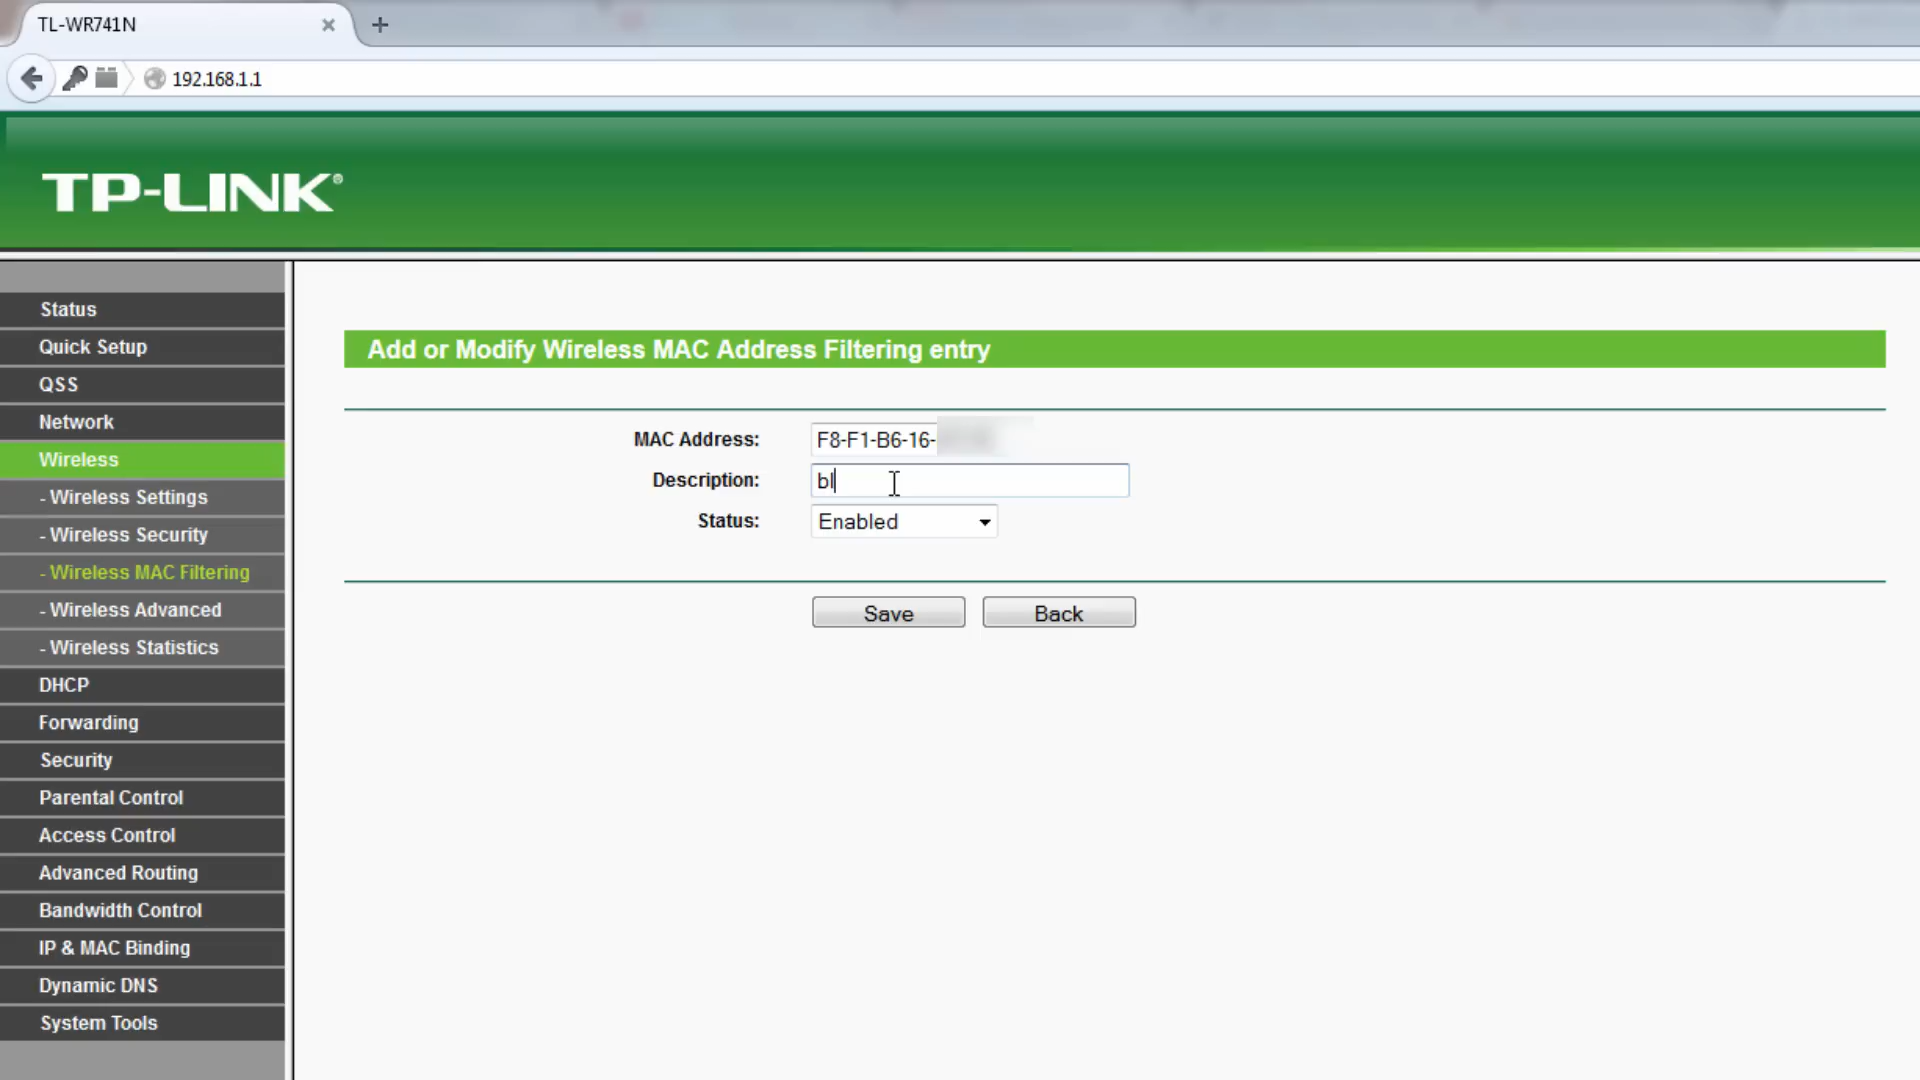 TL-WR741N
192.168.1.1
TP-LINK®
Status
Quick Setup
QSS
Network
Wireless
- Wireless Settings
- Wireless Security
- Wireless MAC Filtering
- Wireless Advanced
- Wireless Statistics
DHCP
Forwarding
Security
Parental Control
Access Control
Advanced Routing
Bandwidth Control
IP & MAC Binding
Dynamic DNS
System Tools
Add or Modify Wireless MAC Address Filtering entry
MAC Address: F8-F1-B6-16-
Description: bl
Status: Enabled
Save Back